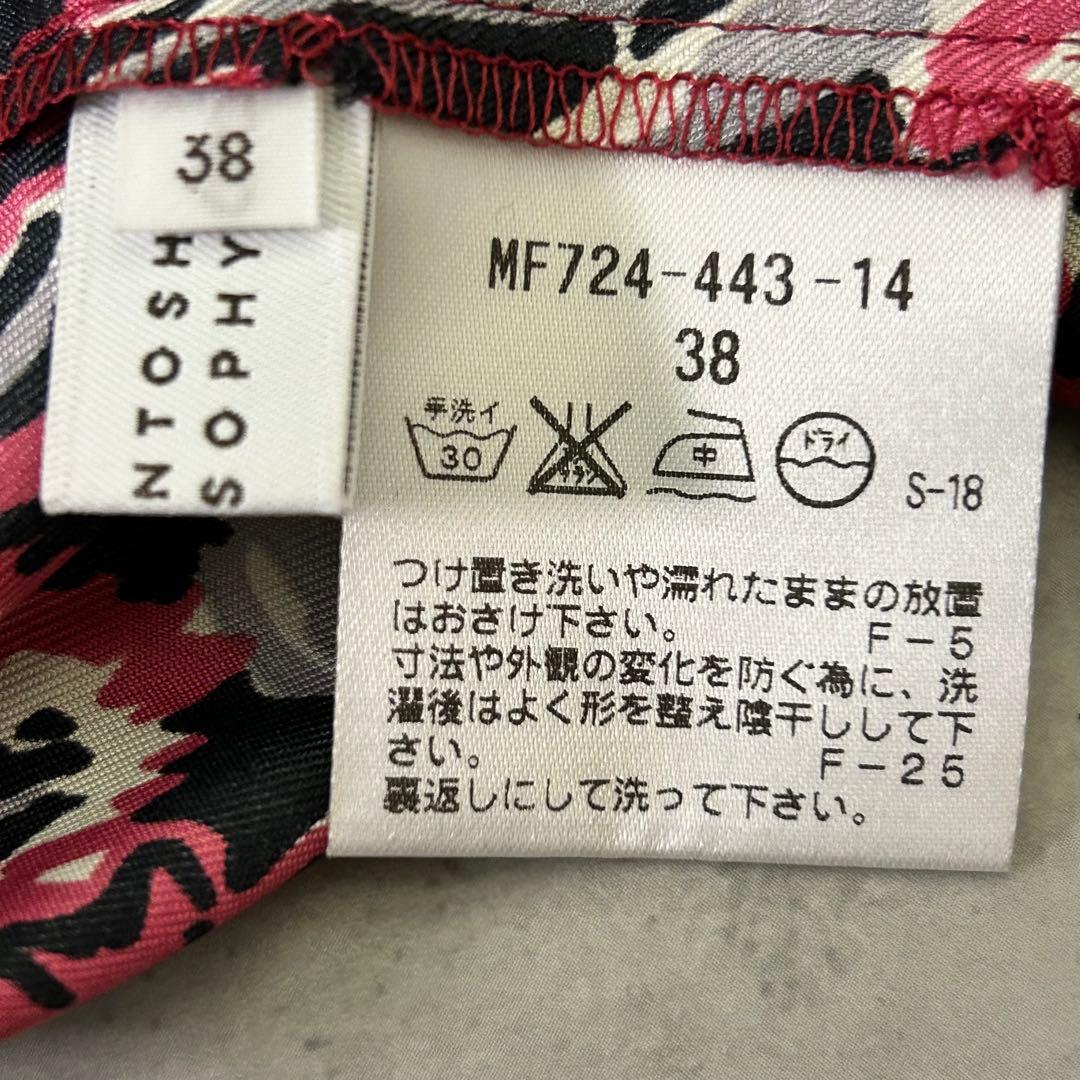 38
NTOSH
SOPHY
MF724-443-14
38
手洗イ
30
中
ドライ
S-18
つけ置き洗いや濡れたままの放置
はおさけ下さい。 F-5
寸法や外観の変化を防ぐ為に、洗
濯後はよく形を整え陰干しして下
さい。 F-25
裏返しにして洗って下さい。